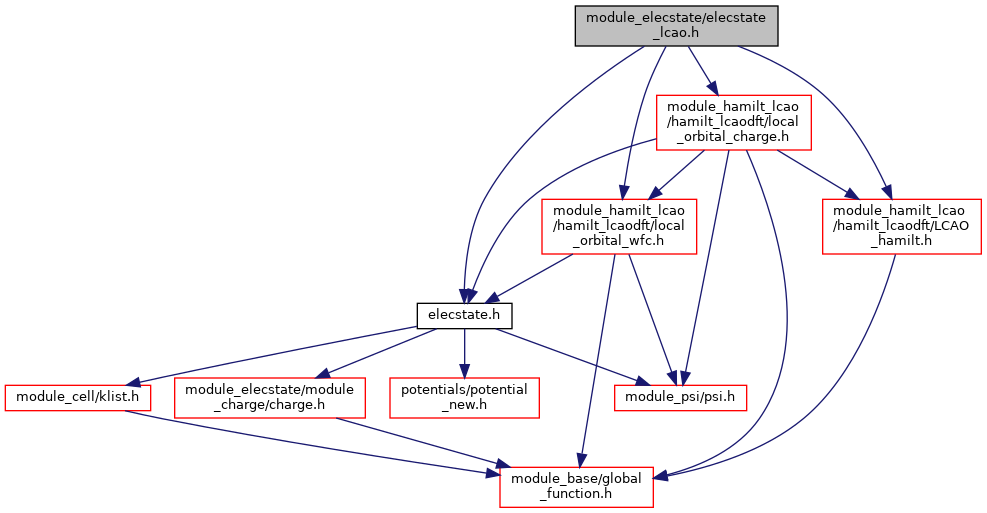 module_elecstate/elecstate
_lcao.h
module_hamilt_lcao
/hamilt_lcaodft/local
_orbital_charge.h
module_hamilt_lcao
/hamilt_lcaodft/local
_orbital_wfc.h
module_hamilt_lcao
/hamilt_lcaodft/LCAO
_hamilt.h
elecstate.h
module_cell/klist.h
module_elecstate/module
_charge/charge.h
potentials/potential
_new.h
module_psi/psi.h
module_base/global
_function.h